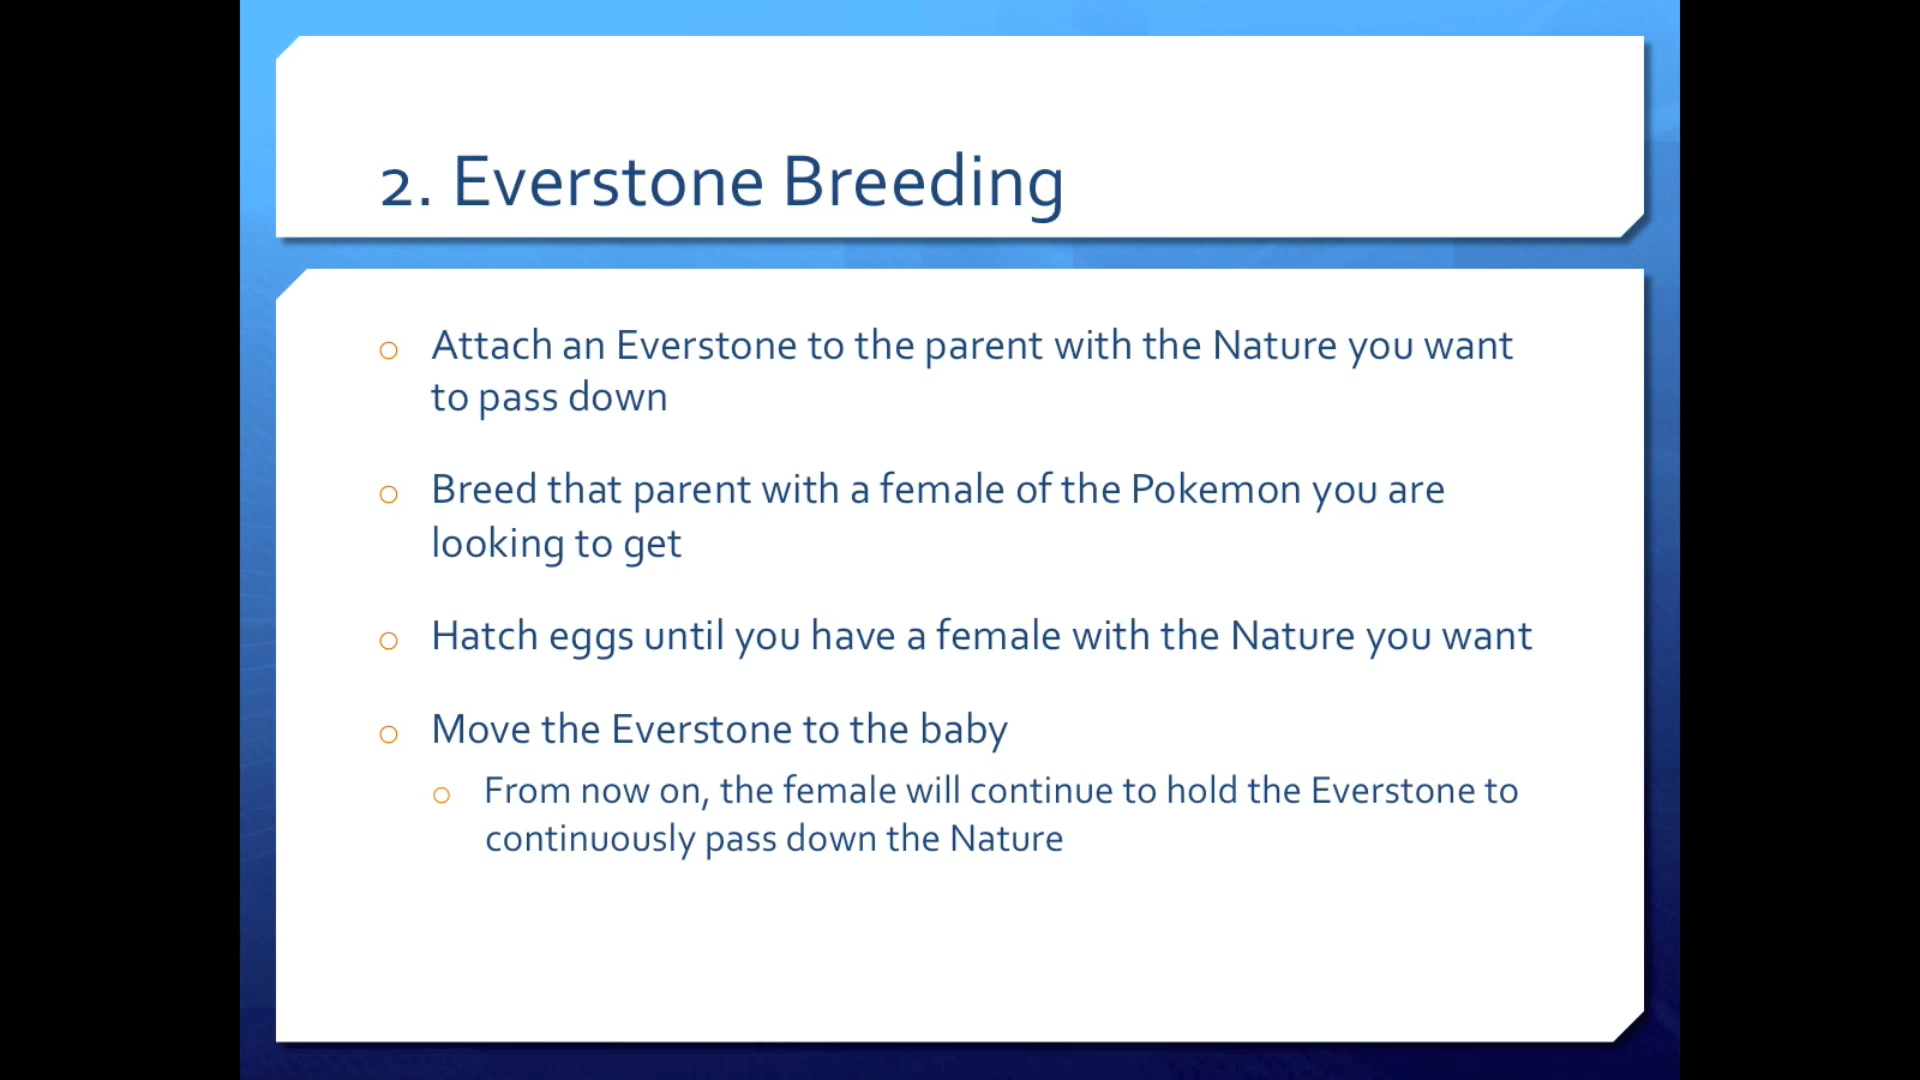 2. Everstone Breeding
Attach an Everstone to the parent with the Nature you want
to pass down
Breed that parent with a female of the Pokemon you are
looking to get
Hatch eggs until you have a female with the Nature you want
Move the Everstone to the baby
From now on, the female will continue to hold the Everstone to
continuously pass down the Nature